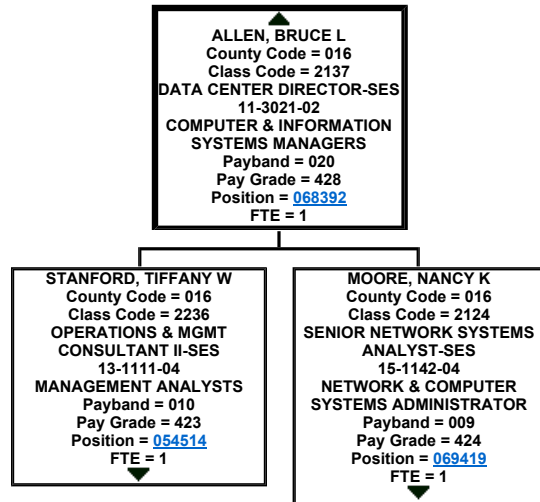 ALLEN, BRUCE L
County Code = 016
Class Code = 2137
DATA CENTER DIRECTOR-SES
11-3021-02
COMPUTER & INFORMATION
SYSTEMS MANAGERS
Payband = 020
Pay Grade = 428
Position = 068392
FTE = 1
STANFORD, TIFFANY W
County Code = 016
Class Code = 2236
OPERATIONS & MGMT
CONSULTANT II-SES
13-1111-04
MANAGEMENT ANALYSTS
Payband = 010
Pay Grade = 423
Position = 054514
FTE = 1
MOORE, NANCY K
County Code = 016
Class Code = 2124
SENIOR NETWORK SYSTEMS
ANALYST-SES
15-1142-04
NETWORK & COMPUTER
SYSTEMS ADMINISTRATOR
Payband = 009
Pay Grade = 424
Position = 069419
FTE = 1